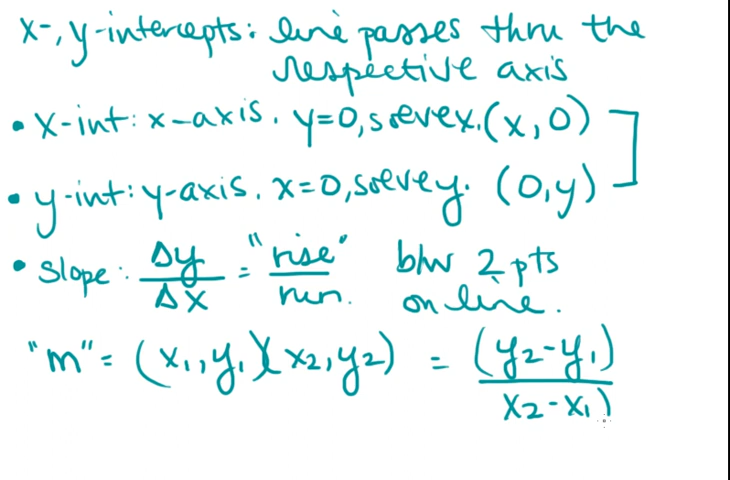 x-, y-intercepts: line passes thru the
respective axis
• x-int: x-axis. y=0, solve x. (x, 0)
• y-int: y-axis. x=0, solve y. (0, y)
• Slope: Δy/Δx = "rise"/run. btw 2 pts
on line.
"m" = (x₁, y₁)(x₂, y₂) = (y₂-y₁)/x₂-x₁)